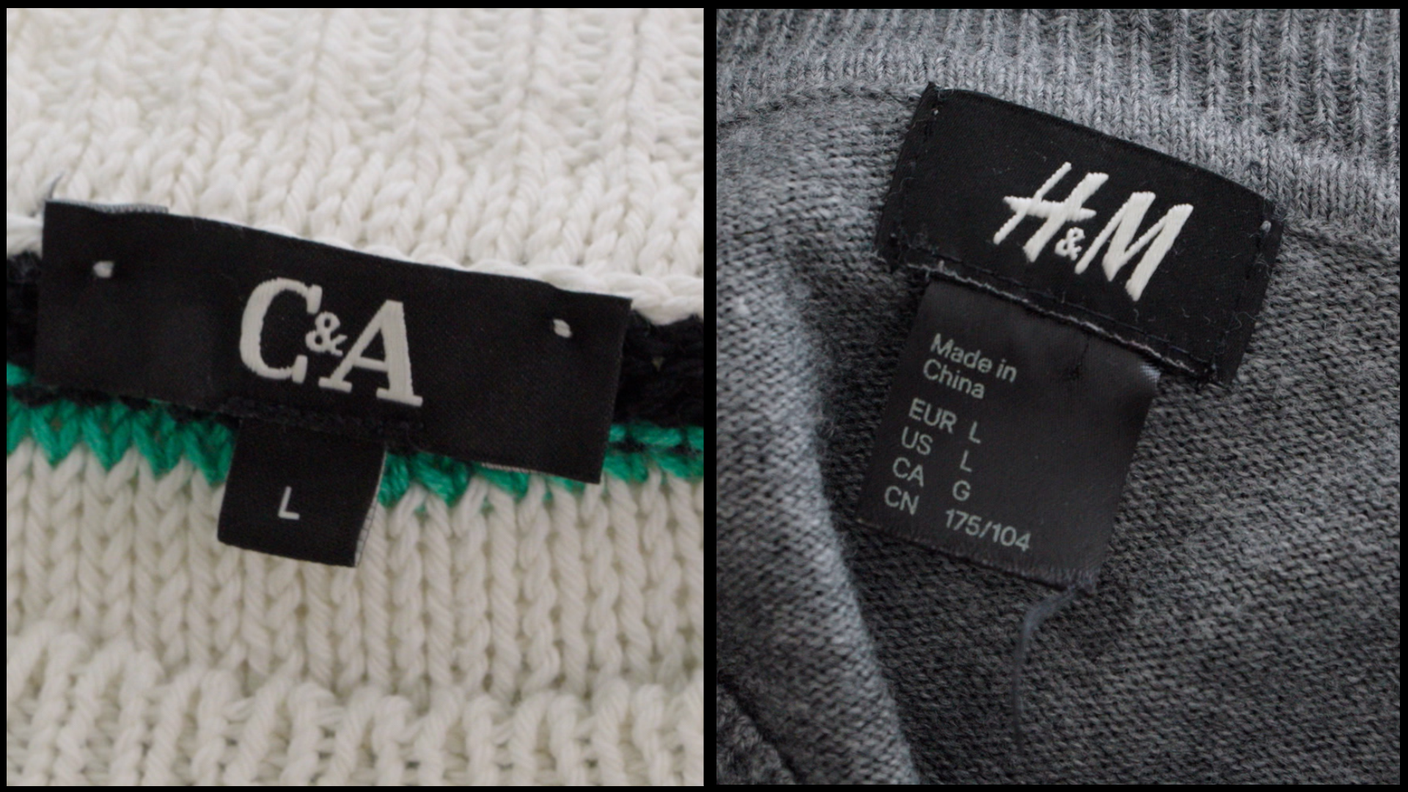 C&A
L
H&M
Made in
China
EUR L
US L
CA G
CN 175/104